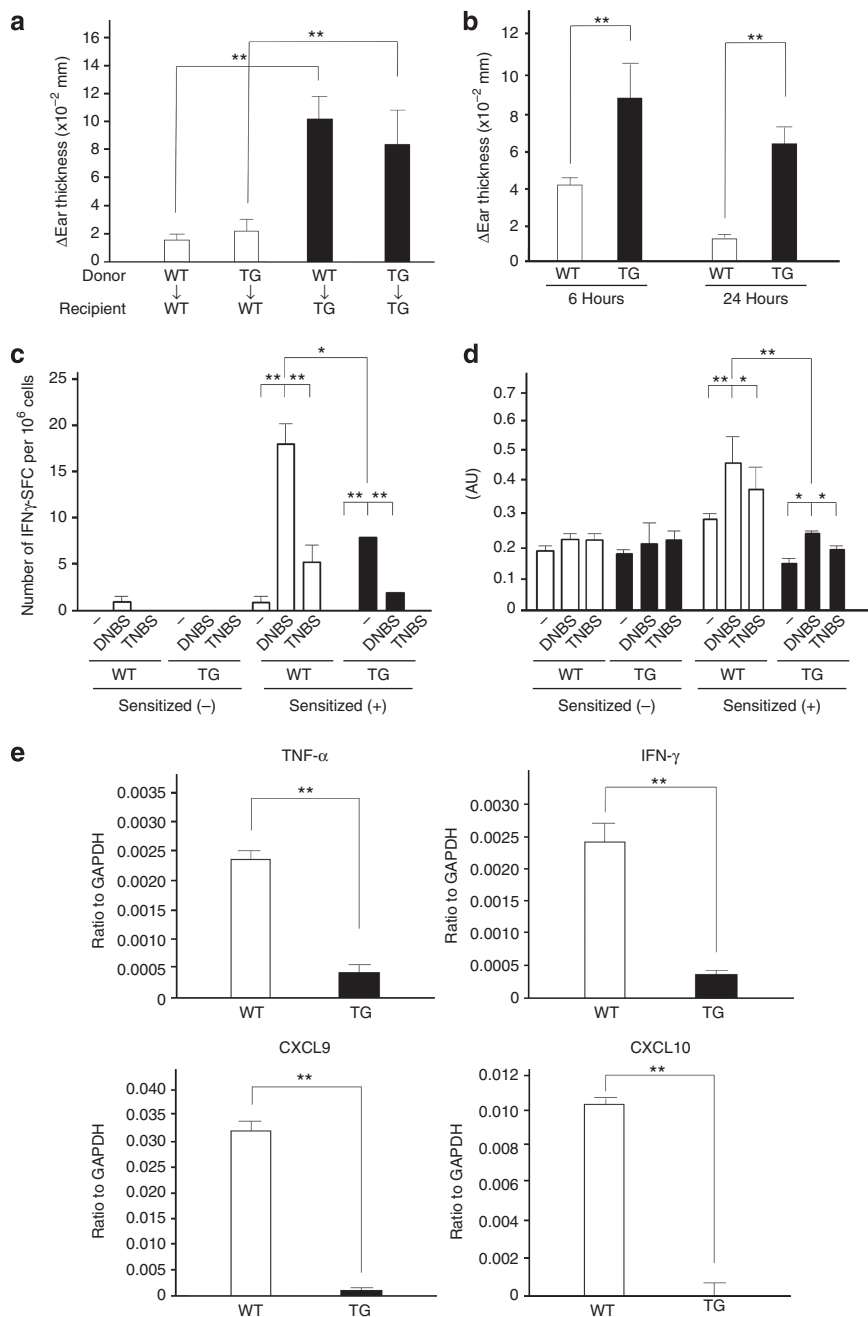 a
ΔEar thickness (x10⁻² mm)
16
14
12
10
8
6
4
2
0
**
**
Donor WT TG WT TG
↓ ↓ ↓ ↓
Recipient WT WT TG TG
b
ΔEar thickness (x10⁻² mm)
12
10
8
6
4
2
0
**
**
WT TG WT TG
6 Hours 24 Hours
c
Number of IFNγ-SFC per 10⁶ cells
25
20
15
10
5
0
*
** **
** **
– DNBS TNBS – DNBS TNBS – DNBS TNBS – DNBS TNBS
WT TG WT TG
Sensitized (–) Sensitized (+)
d
(AU)
0.7
0.6
0.5
0.4
0.3
0.2
0.1
0
**
** *
* *
– DNBS TNBS – DNBS TNBS – DNBS TNBS – DNBS TNBS
WT TG WT TG
Sensitized (–) Sensitized (+)
e
TNF-α
Ratio to GAPDH
0.0035
0.0030
0.0025
0.0020
0.0015
0.0010
0.0005
0
**
WT TG
IFN-γ
Ratio to GAPDH
0.0030
0.0025
0.0020
0.0015
0.0010
0.0005
0
**
WT TG
CXCL9
Ratio to GAPDH
0.040
0.035
0.030
0.025
0.020
0.015
0.010
0.005
0
**
WT TG
CXCL10
Ratio to GAPDH
0.012
0.010
0.008
0.006
0.004
0.002
0
**
WT TG